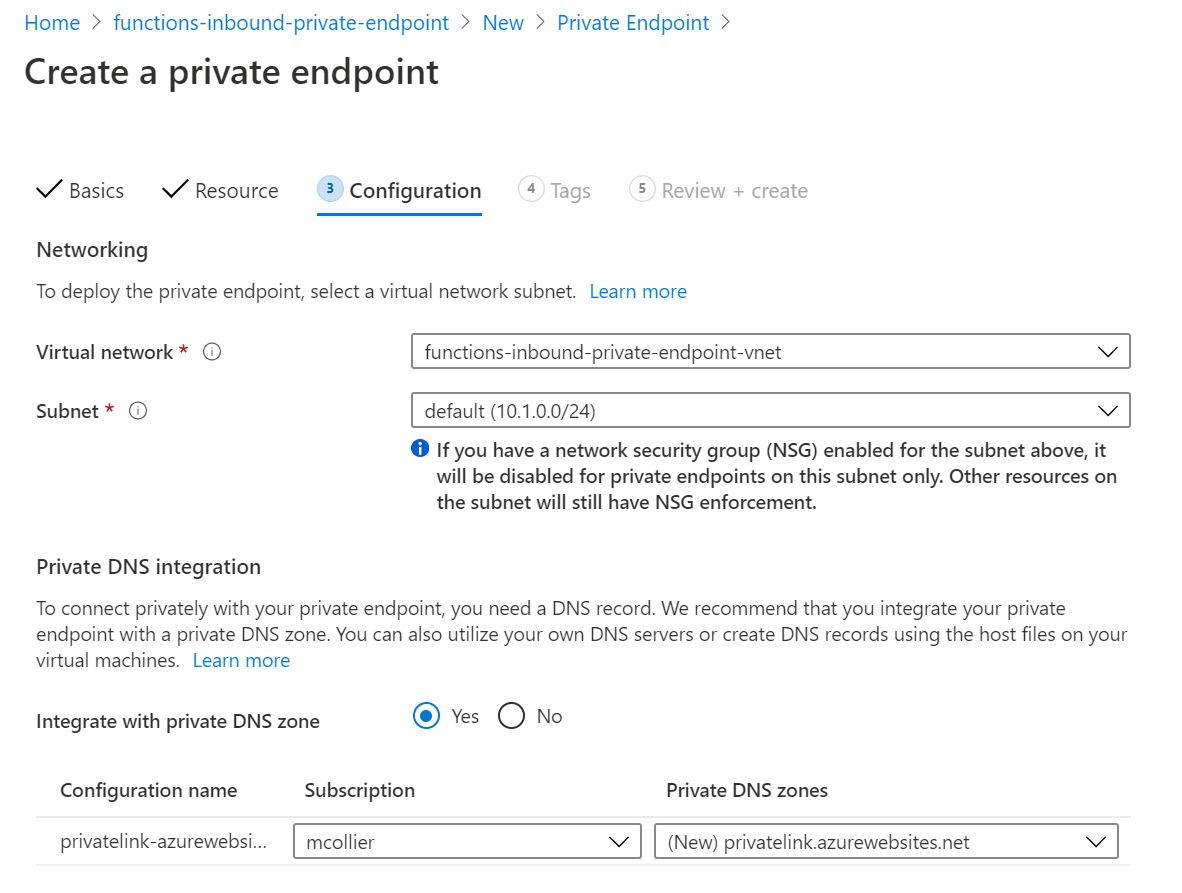 Home > functions-inbound-private-endpoint > New > Private Endpoint >
Create a private endpoint
Basics Resource 3 Configuration 4 Tags 5 Review + create
Networking
To deploy the private endpoint, select a virtual network subnet. Learn more
Virtual network * functions-inbound-private-endpoint-vnet
Subnet * default (10.1.0.0/24)
If you have a network security group (NSG) enabled for the subnet above, it
will be disabled for private endpoints on this subnet only. Other resources on
the subnet will still have NSG enforcement.
Private DNS integration
To connect privately with your private endpoint, you need a DNS record. We recommend that you integrate your private
endpoint with a private DNS zone. You can also utilize your own DNS servers or create DNS records using the host files on your
virtual machines. Learn more
Integrate with private DNS zone Yes No
Configuration name Subscription Private DNS zones
privatelink-azurewebsi... mcollier (New) privatelink.azurewebsites.net